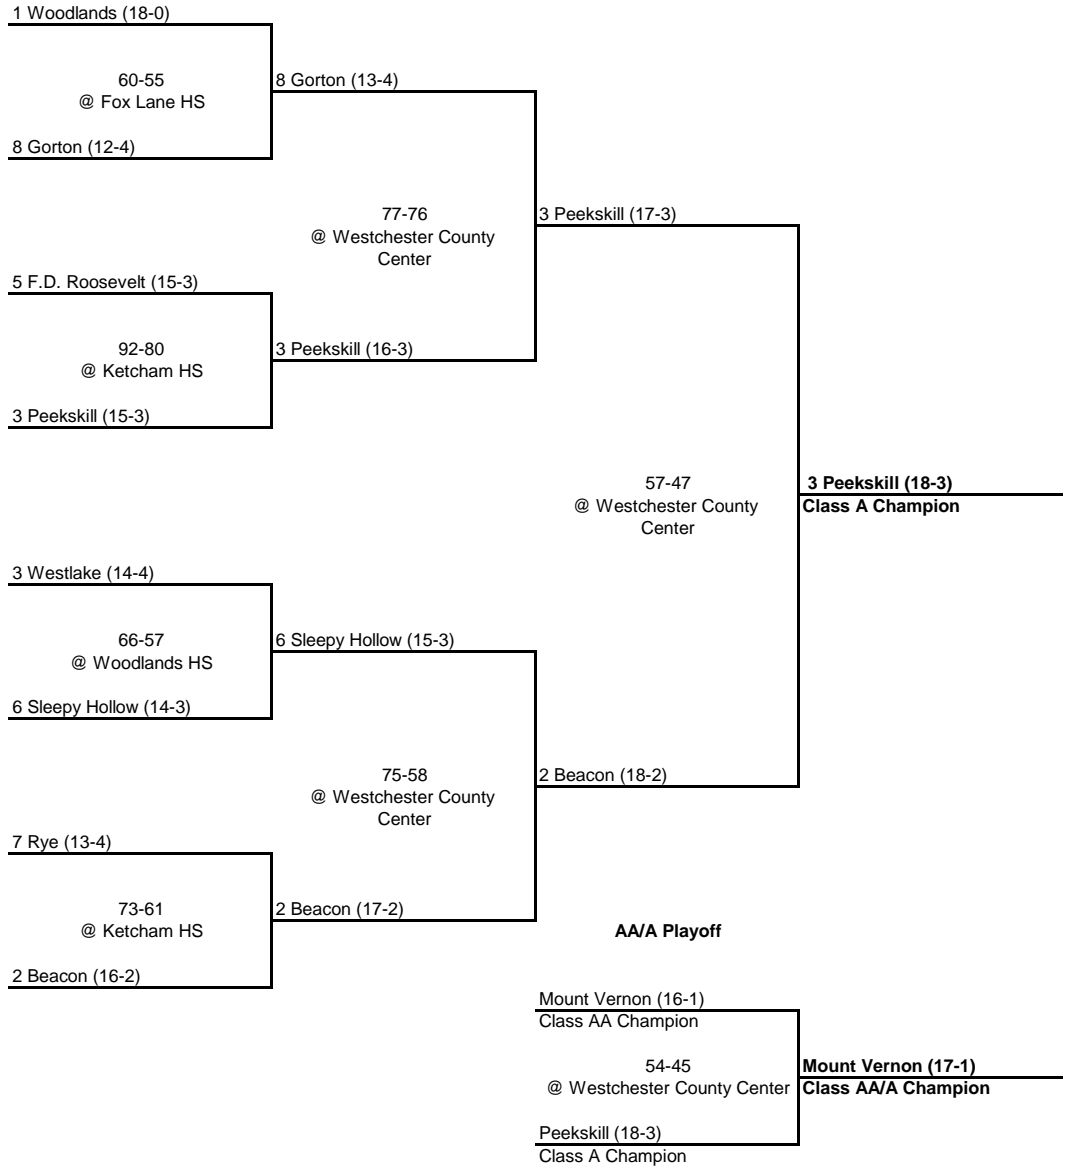 1 Woodlands (18-0)
60-55
@ Fox Lane HS
8 Gorton (13-4)
8 Gorton (12-4)
77-76
@ Westchester County
Center
3 Peekskill (17-3)
5 F.D. Roosevelt (15-3)
92-80
@ Ketcham HS
3 Peekskill (16-3)
3 Peekskill (15-3)
57-47
@ Westchester County
Center
3 Peekskill (18-3)
Class A Champion
3 Westlake (14-4)
66-57
@ Woodlands HS
6 Sleepy Hollow (15-3)
6 Sleepy Hollow (14-3)
75-58
@ Westchester County
Center
2 Beacon (18-2)
7 Rye (13-4)
73-61
@ Ketcham HS
2 Beacon (17-2)
2 Beacon (16-2)
AA/A Playoff
Mount Vernon (16-1)
Class AA Champion
54-45
@ Westchester County Center
Mount Vernon (17-1)
Class AA/A Champion
Peekskill (18-3)
Class A Champion